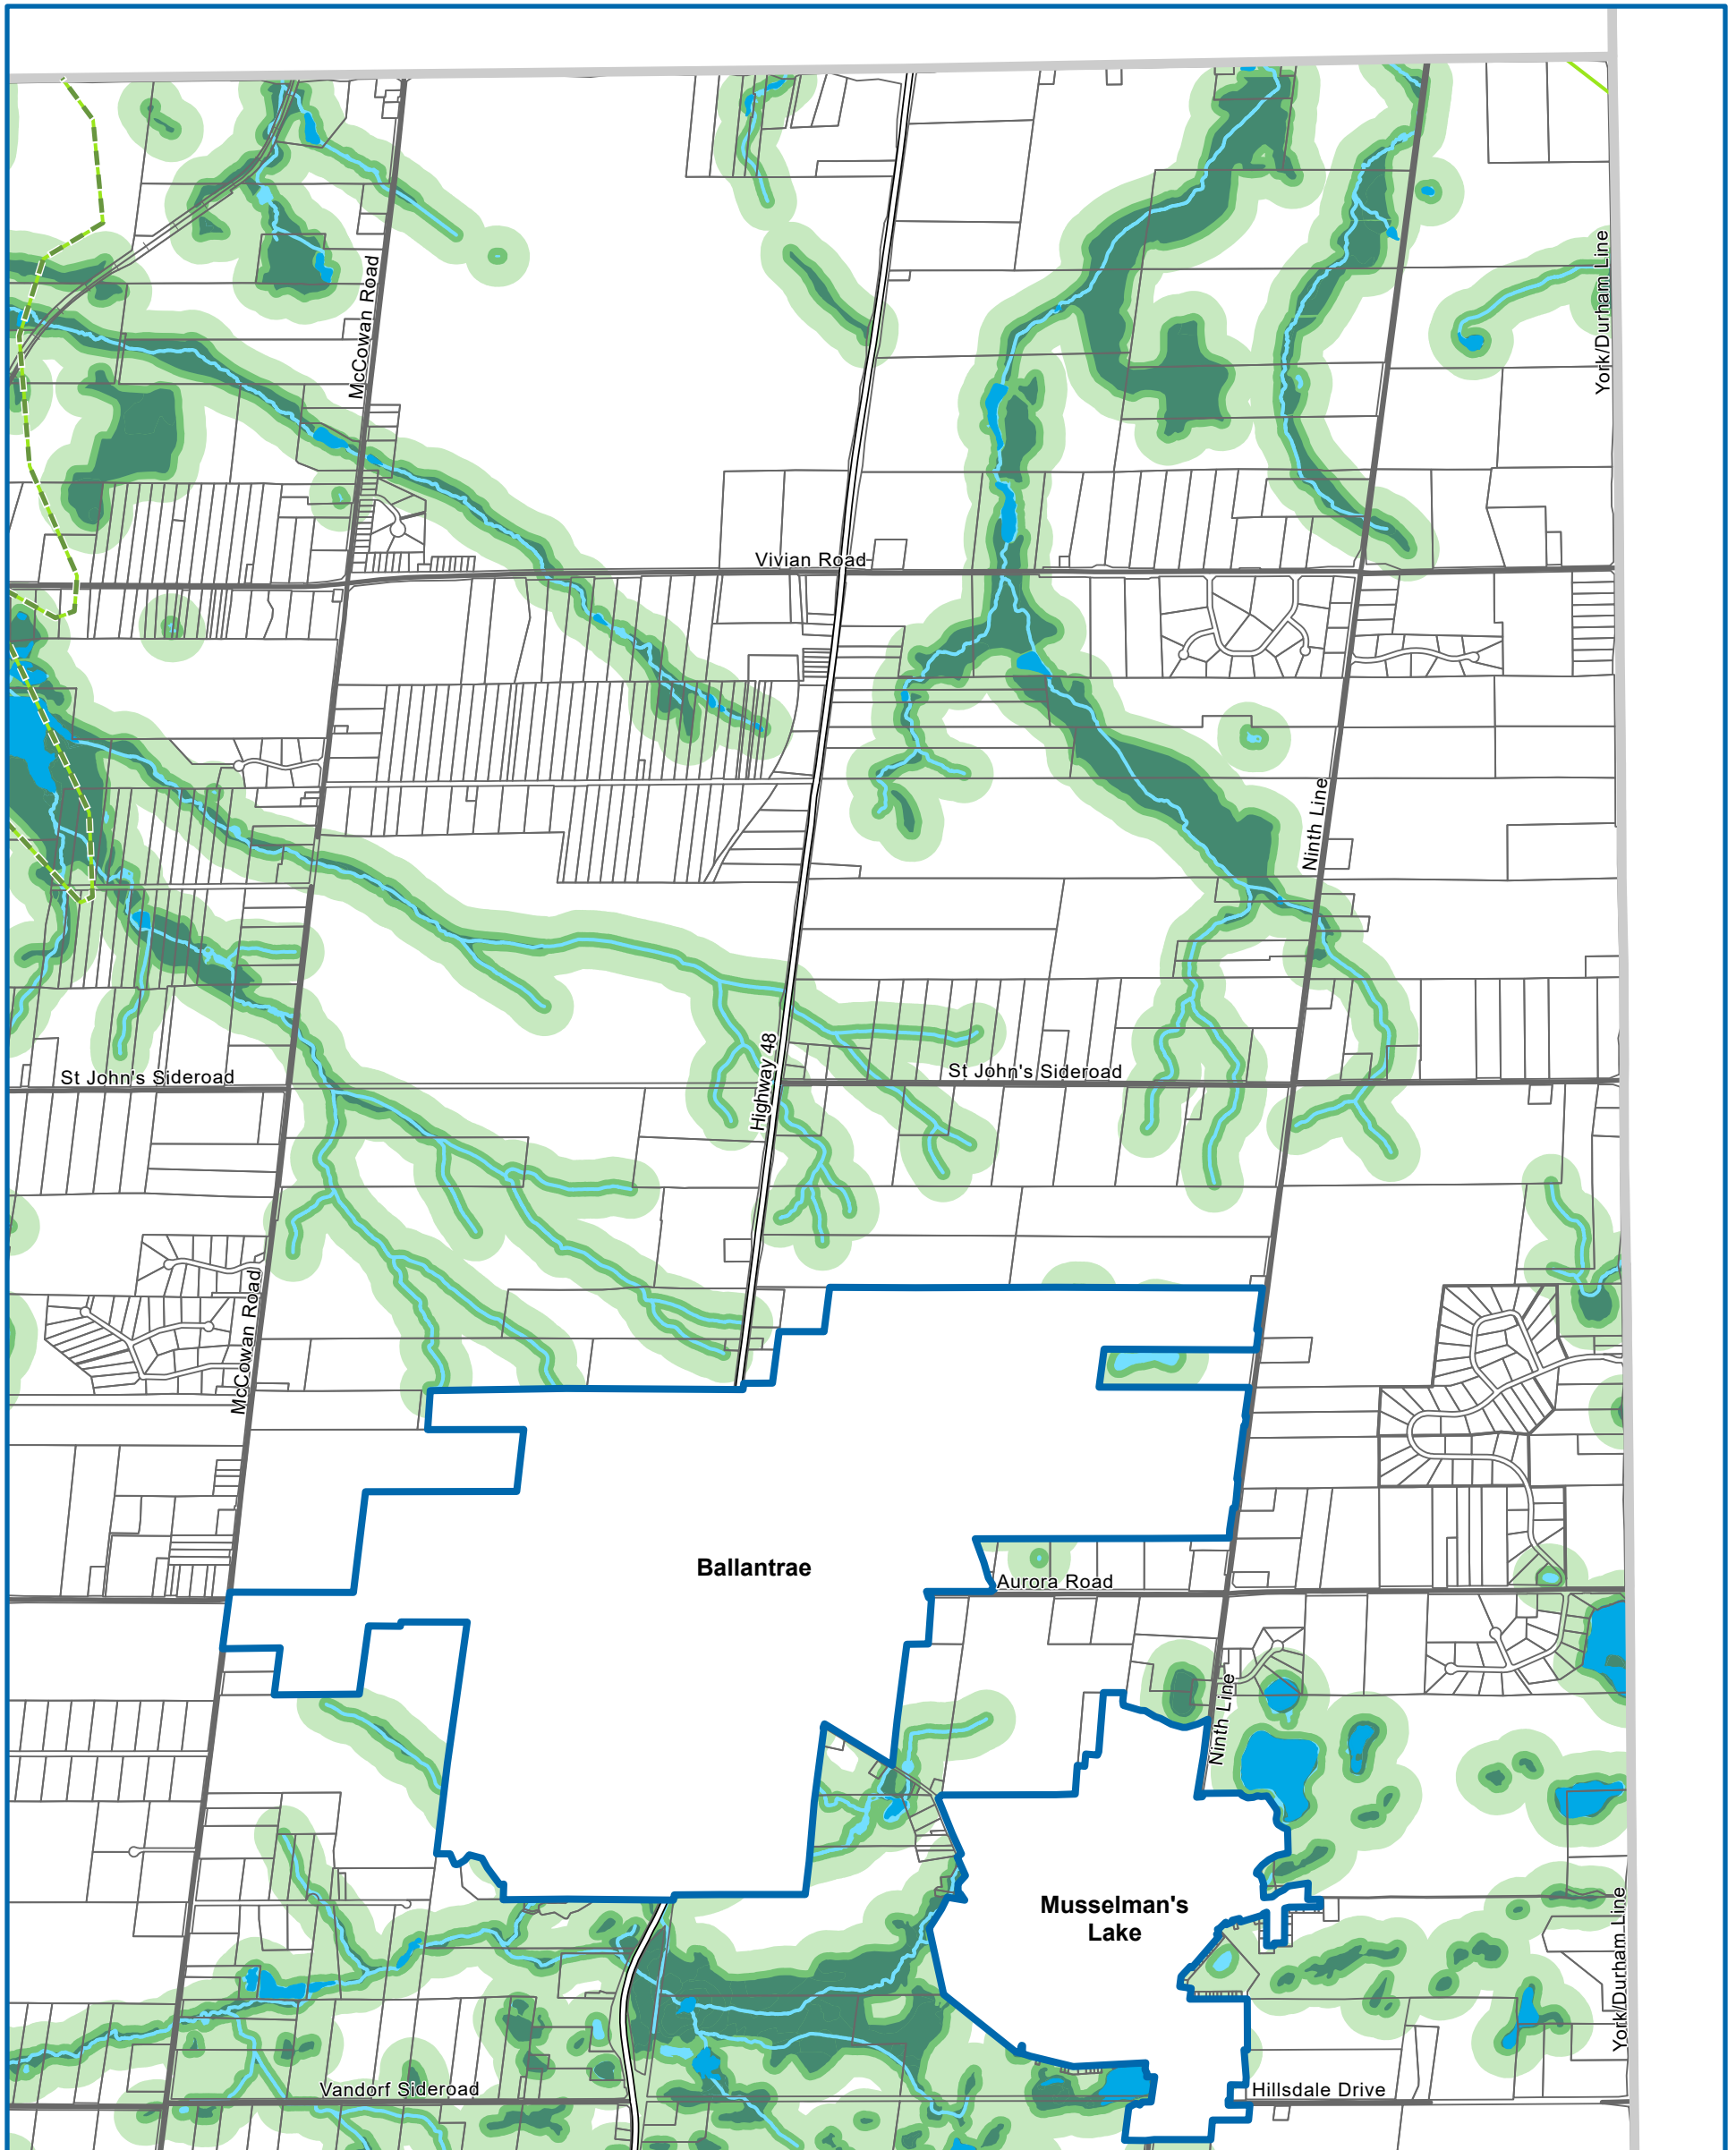 York/Durham Line
McCowan Road
Vivian Road
Ninth Line
Highway 48
St John's Sideroad
St John's Sideroad
McCowan Road
Ballantrae
Aurora Road
Ninth Line
Musselman's
Lake
York/Durham Line
Vandorf Sideroad
Hillsdale Drive